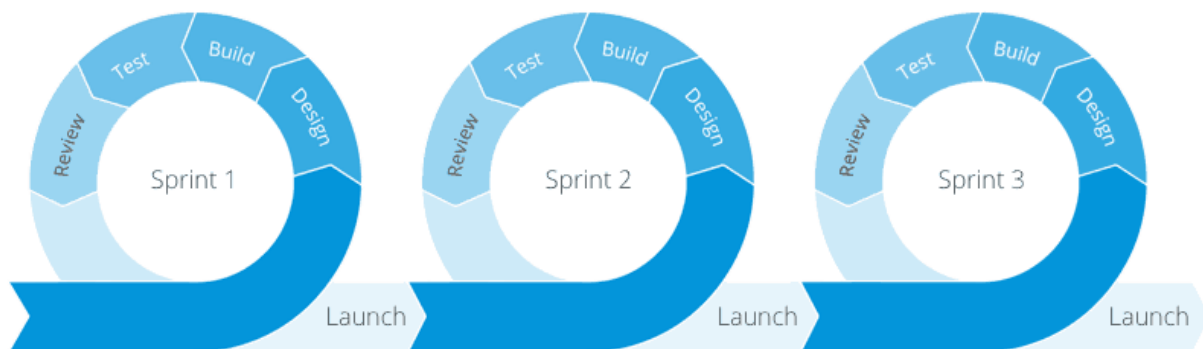 Test
Build
Design
Review
Sprint 1
Launch
Test
Build
Design
Review
Sprint 2
Launch
Test
Build
Design
Review
Sprint 3
Launch